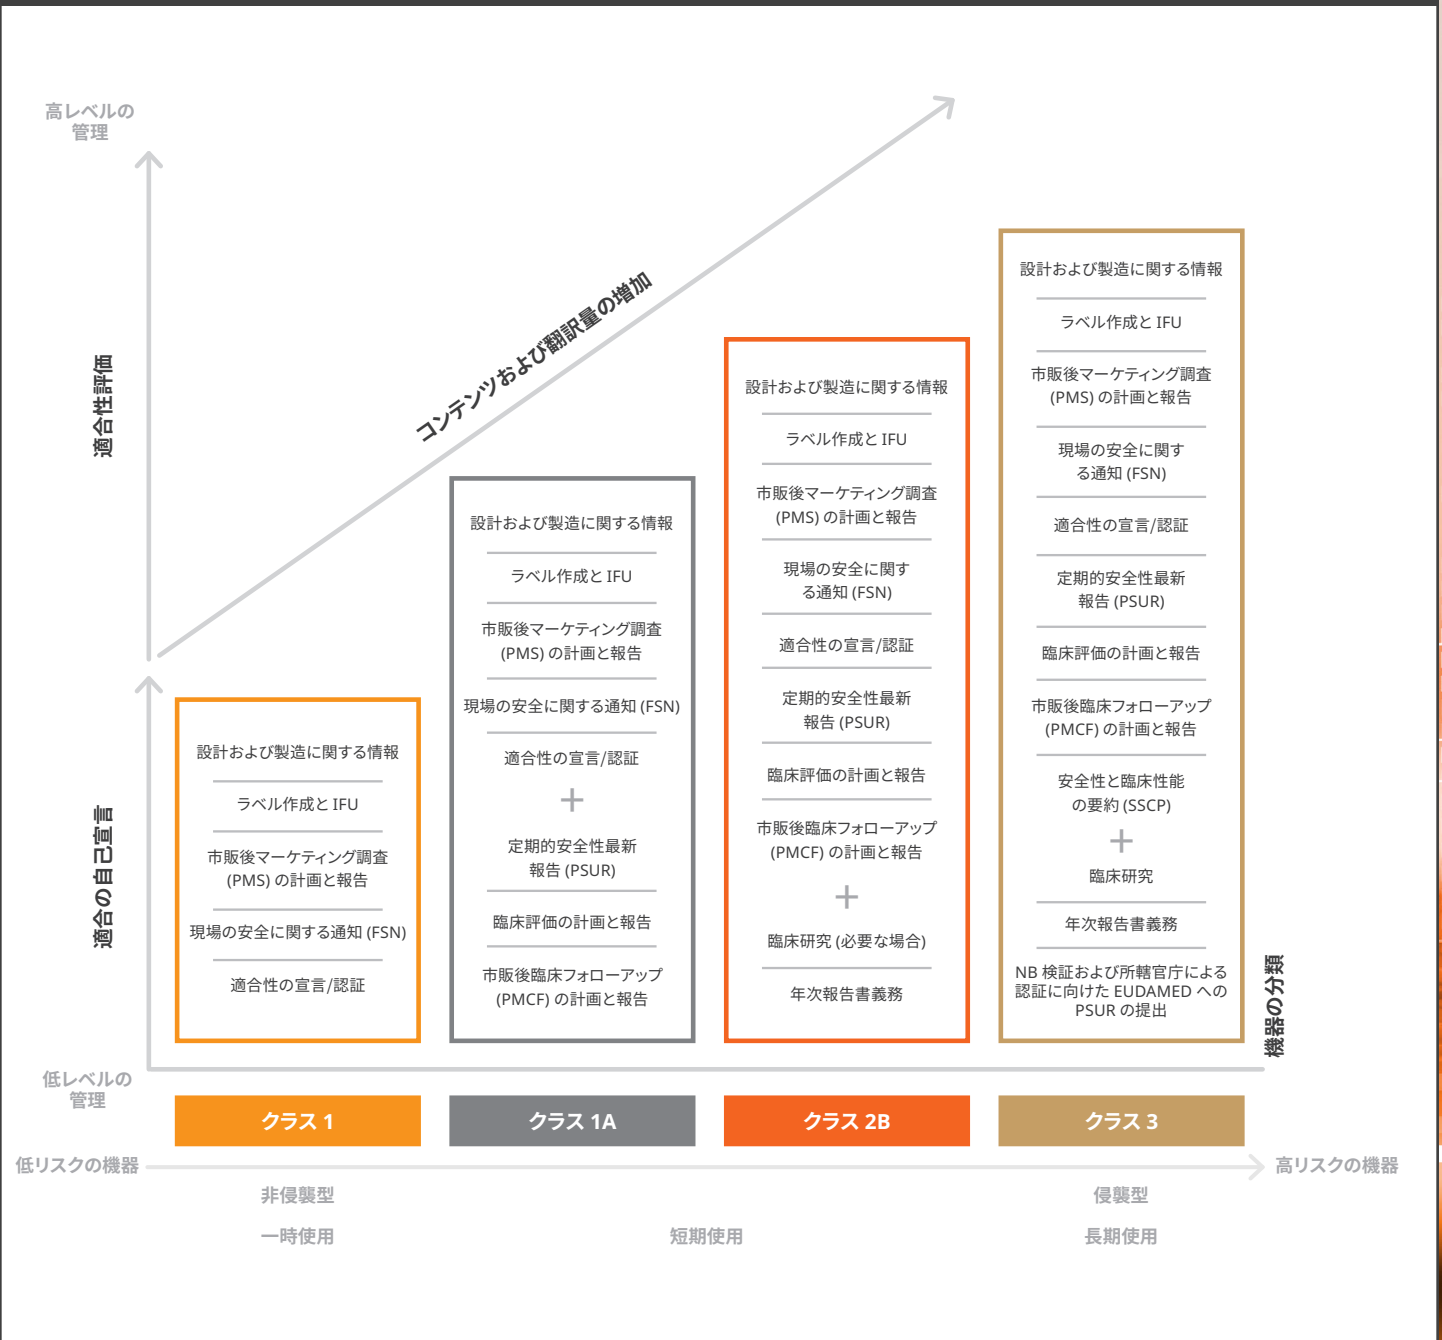 高レベルの
管理
適合性評価
コンテンツおよび翻訳量の増加
適合の自己宣言
低レベルの
管理
設計および製造に関する情報
ラベル作成と IFU
市販後マーケティング調査
(PMS) の計画と報告
現場の安全に関する通知 (FSN)
適合性の宣言/認証
設計および製造に関する情報
ラベル作成と IFU
市販後マーケティング調査
(PMS) の計画と報告
現場の安全に関する通知 (FSN)
適合性の宣言/認証
+
定期的安全性最新
報告 (PSUR)
臨床評価の計画と報告
市販後臨床フォローアップ
(PMCF) の計画と報告
設計および製造に関する情報
ラベル作成と IFU
市販後マーケティング調査
(PMS) の計画と報告
現場の安全に関す
る通知 (FSN)
適合性の宣言/認証
定期的安全性最新
報告 (PSUR)
臨床評価の計画と報告
市販後臨床フォローアップ
(PMCF) の計画と報告
+
臨床研究 (必要な場合)
年次報告書義務
設計および製造に関する情報
ラベル作成と IFU
市販後マーケティング調査
(PMS) の計画と報告
現場の安全に関す
る通知 (FSN)
適合性の宣言/認証
定期的安全性最新
報告 (PSUR)
臨床評価の計画と報告
市販後臨床フォローアップ
(PMCF) の計画と報告
安全性と臨床性能
の要約 (SSCP)
+
臨床研究
年次報告書義務
NB 検証および所轄官庁による
認証に向けた EUDAMED への
PSUR の提出
機器の分類
クラス 1
クラス 1A
クラス 2B
クラス 3
低リスクの機器
高リスクの機器
非侵襲型
侵襲型
一時使用
短期使用
長期使用